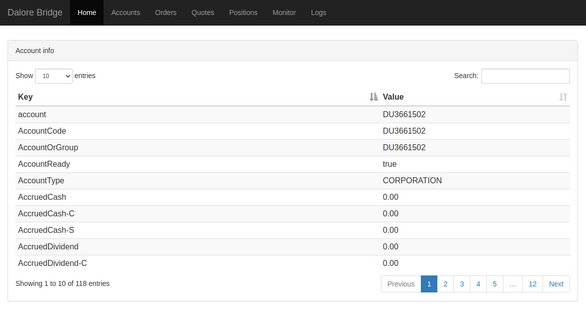 Dalore Bridge Home Accounts Orders Quotes Positions Monitor Logs
Account info
Show 10 entries Search:
Key Value
account DU3661502
AccountCode DU3661502
AccountOrGroup DU3661502
AccountReady true
AccountType CORPORATION
AccruedCash 0.00
AccruedCash-C 0.00
AccruedCash-S 0.00
AccruedDividend 0.00
AccruedDividend-C 0.00
Showing 1 to 10 of 118 entries Previous 1 2 3 4 5 … 12 Next